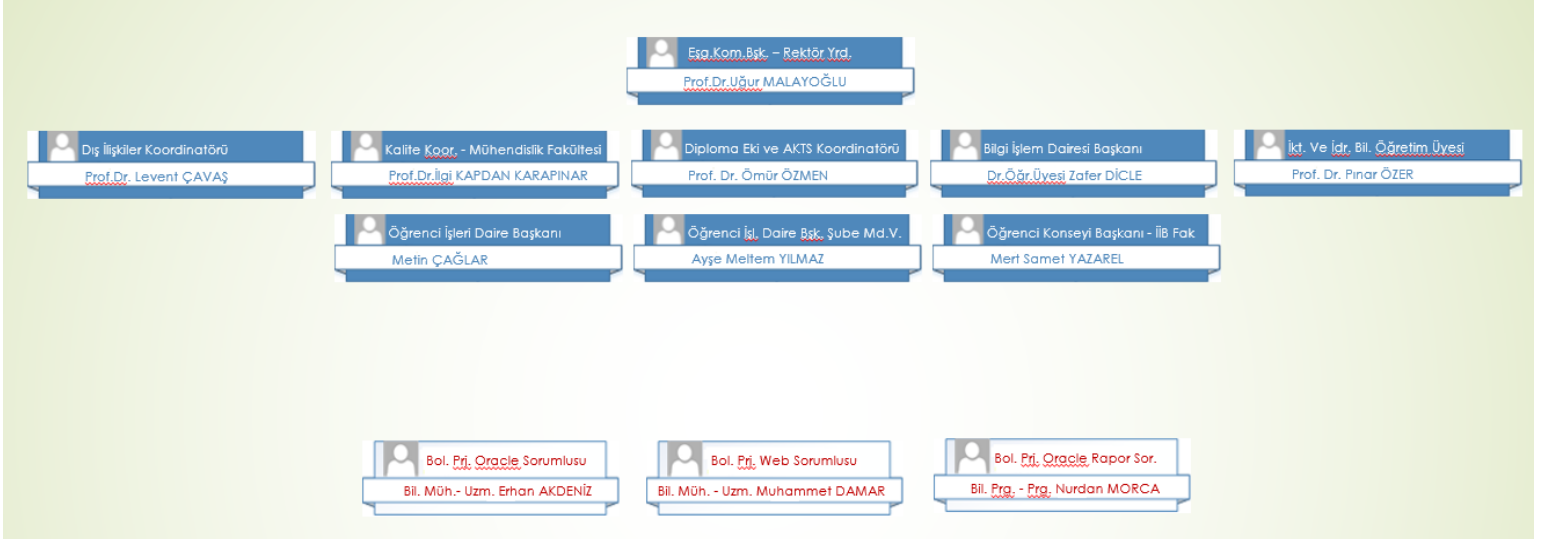 Eşg.Kom.Bşk. – Rektör Yrd.
Prof.Dr.Uğur MALAYOĞLU
Dış İlişkiler Koordinatörü
Prof.Dr. Levent ÇAVAŞ
Kalite Koor. - Mühendislik Fakültesi
Prof.Dr.İlgi KAPDAN KARAPINAR
Diploma Eki ve AKTS Koordinatörü
Prof. Dr. Ömür ÖZMEN
Bilgi İşlem Dairesi Başkanı
Dr.Öğr.Üyesi Zafer DİCLE
İkt. Ve İdr. Bil. Öğretim Üyesi
Prof. Dr. Pınar ÖZER
Öğrenci İşleri Daire Başkanı
Metin ÇAĞLAR
Öğrenci İşl. Daire Bşk. Şube Md.V.
Ayşe Meltem YILMAZ
Öğrenci Konseyi Başkanı - İİB Fak
Mert Samet YAZAREL
Bol. Prj. Oracle Sorumlusu
Bil. Müh.- Uzm. Erhan AKDENİZ
Bol. Prj. Web Sorumlusu
Bil. Müh. - Uzm. Muhammet DAMAR
Bol. Prj. Oracle Rapor Sor.
Bil. Prg. - Prg. Nurdan MORCA